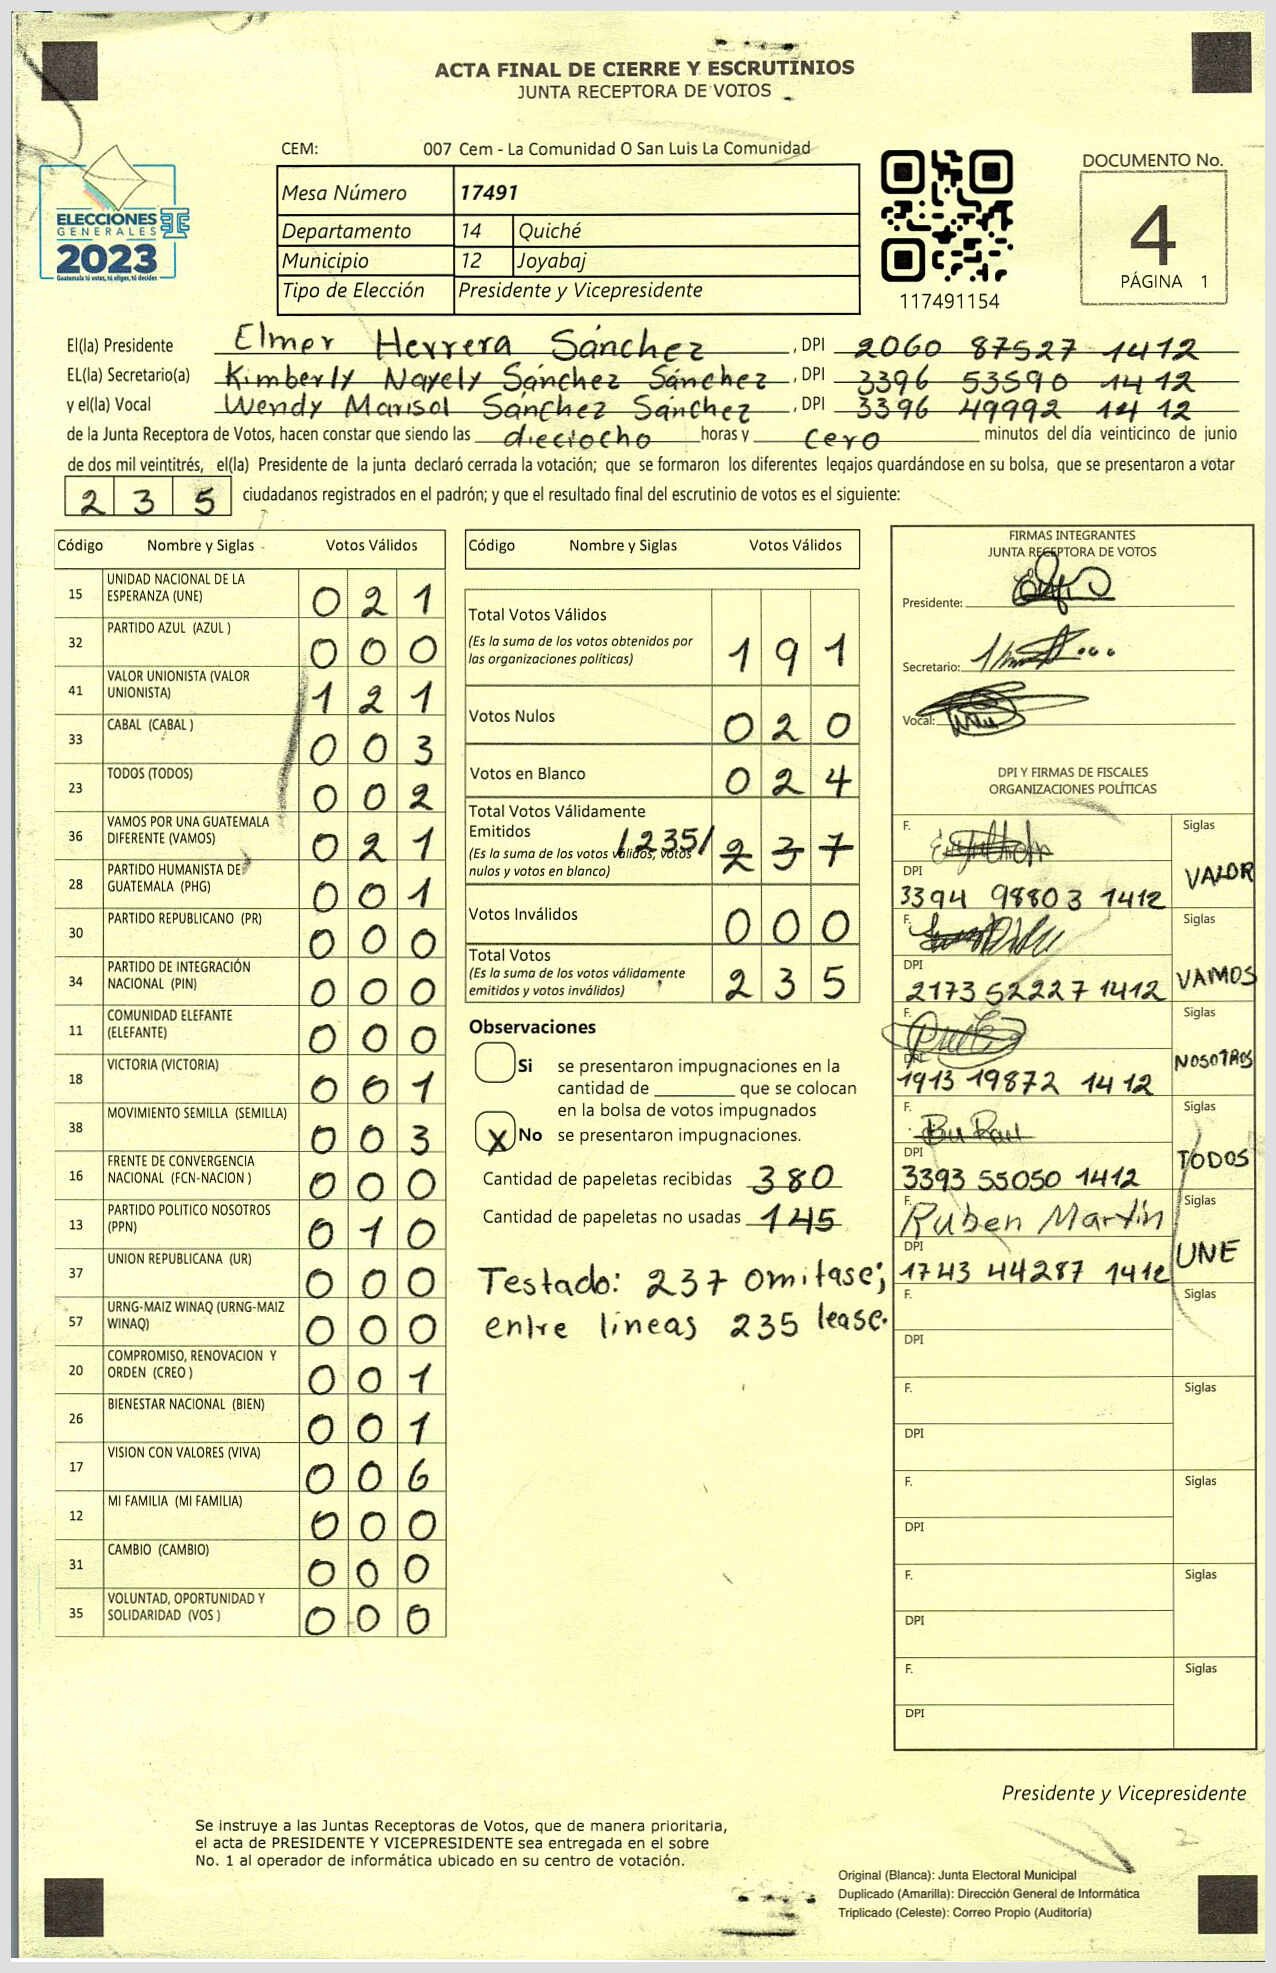 ACTA FINAL DE CIERRE Y ESCRUTINIOS
JUNTA RECEPTORA DE VOTOS
CEM: 007 Cem - La Comunidad O San Luis La Comunidad
ELECCIONES
GENERALES
2023
Guatemala tú votas, tú eliges, tú decides
Mesa Número 17491
Departamento 14 Quiché
Municipio 12 Joyabaj
Tipo de Elección Presidente y Vicepresidente
117491154
DOCUMENTO No.
4
PÁGINA 1
El(la) Presidente Elmer Herrera Sánchez , DPI 2060 87527 1412
EL(la) Secretario(a) Kimberly Nayely Sánchez Sánchez , DPI 3396 53590 1412
y el(la) Vocal Wendy Marisol Sánchez Sánchez , DPI 3396 49992 1412
de la Junta Receptora de Votos, hacen constar que siendo las dieciocho horas y cero minutos del día veinticinco de junio
de dos mil veintitrés, el(la) Presidente de la junta declaró cerrada la votación; que se formaron los diferentes legajos guardándose en su bolsa, que se presentaron a votar
2 3 5 ciudadanos registrados en el padrón; y que el resultado final del escrutinio de votos es el siguiente:
Código Nombre y Siglas Votos Válidos
15 UNIDAD NACIONAL DE LA ESPERANZA (UNE) 0 2 1
32 PARTIDO AZUL (AZUL ) 0 0 0
41 VALOR UNIONISTA (VALOR UNIONISTA) 1 2 1
33 CABAL (CABAL ) 0 0 3
23 TODOS (TODOS) 0 0 2
36 VAMOS POR UNA GUATEMALA DIFERENTE (VAMOS) 0 2 1
28 PARTIDO HUMANISTA DE GUATEMALA (PHG) 0 0 1
30 PARTIDO REPUBLICANO (PR) 0 0 0
34 PARTIDO DE INTEGRACIÓN NACIONAL (PIN) 0 0 0
11 COMUNIDAD ELEFANTE (ELEFANTE) 0 0 0
18 VICTORIA (VICTORIA) 0 0 1
38 MOVIMIENTO SEMILLA (SEMILLA) 0 0 3
16 FRENTE DE CONVERGENCIA NACIONAL (FCN-NACION ) 0 0 0
13 PARTIDO POLITICO NOSOTROS (PPN) 0 1 0
37 UNION REPUBLICANA (UR) 0 0 0
57 URNG-MAIZ WINAQ (URNG-MAIZ WINAQ) 0 0 0
20 COMPROMISO, RENOVACION Y ORDEN (CREO ) 0 0 1
26 BIENESTAR NACIONAL (BIEN) 0 0 1
17 VISION CON VALORES (VIVA) 0 0 6
12 MI FAMILIA (MI FAMILIA) 0 0 0
31 CAMBIO (CAMBIO) 0 0 0
35 VOLUNTAD, OPORTUNIDAD Y SOLIDARIDAD (VOS ) 0 0 0
Código Nombre y Siglas Votos Válidos
Total Votos Válidos
(Es la suma de los votos obtenidos por
las organizaciones políticas) 1 9 1
Votos Nulos 0 2 0
Votos en Blanco 0 2 4
Total Votos Válidamente
Emitidos
(Es la suma de los votos válidos, votos
nulos y votos en blanco) /235/ 2 3 7
Votos Inválidos 0 0 0
Total Votos
(Es la suma de los votos válidamente
emitidos y votos inválidos) 2 3 5
Observaciones
Si se presentaron impugnaciones en la
cantidad de ________ que se colocan
en la bolsa de votos impugnados
X No se presentaron impugnaciones.
Cantidad de papeletas recibidas 380
Cantidad de papeletas no usadas 145
Testado: 237 omitase;
entre líneas 235 lease.
FIRMAS INTEGRANTES
JUNTA RECEPTORA DE VOTOS
Presidente:
Secretario:
Vocal:
DPI Y FIRMAS DE FISCALES
ORGANIZACIONES POLÍTICAS
F. Siglas
DPI VALOR
3394 98803 1412
F. Siglas
DPI VAMOS
2173 52227 1412
F. Siglas
DPI NOSOTROS
1913 19872 1412
F. Siglas
DPI TODOS
3393 55050 1412
F. Ruben Martín Siglas
DPI UNE
1743 44287 1412
F. Siglas
DPI
F. Siglas
DPI
F. Siglas
DPI
F. Siglas
DPI
F. Siglas
DPI
Presidente y Vicepresidente
Se instruye a las Juntas Receptoras de Votos, que de manera prioritaria,
el acta de PRESIDENTE Y VICEPRESIDENTE sea entregada en el sobre
No. 1 al operador de informática ubicado en su centro de votación.
Original (Blanca): Junta Electoral Municipal
Duplicado (Amarilla): Dirección General de Informática
Triplicado (Celeste): Correo Propio (Auditoría)